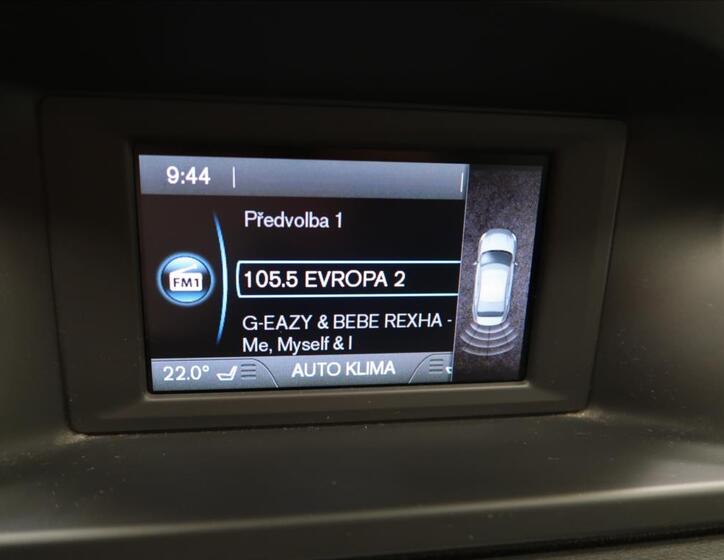 9:44
Předvolba 1
FM1
105.5 EVROPA 2
G-EAZY & BEBE REXHA -
Me, Myself & I
22.0° AUTO KLIMA